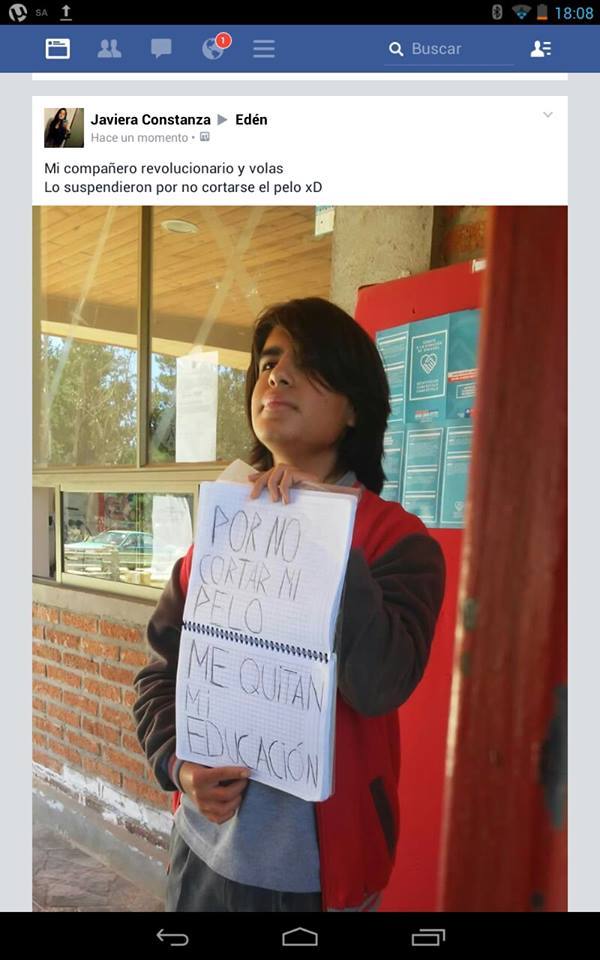 SA
18:08
1
Buscar
Javiera Constanza ▶ Edén
Hace un momento •
Mi compañero revolucionario y volas
Lo suspendieron por no cortarse el pelo xD
POR NO
CORTAR MI
PELO
ME QUITAN
MI
EDUCACIÓN